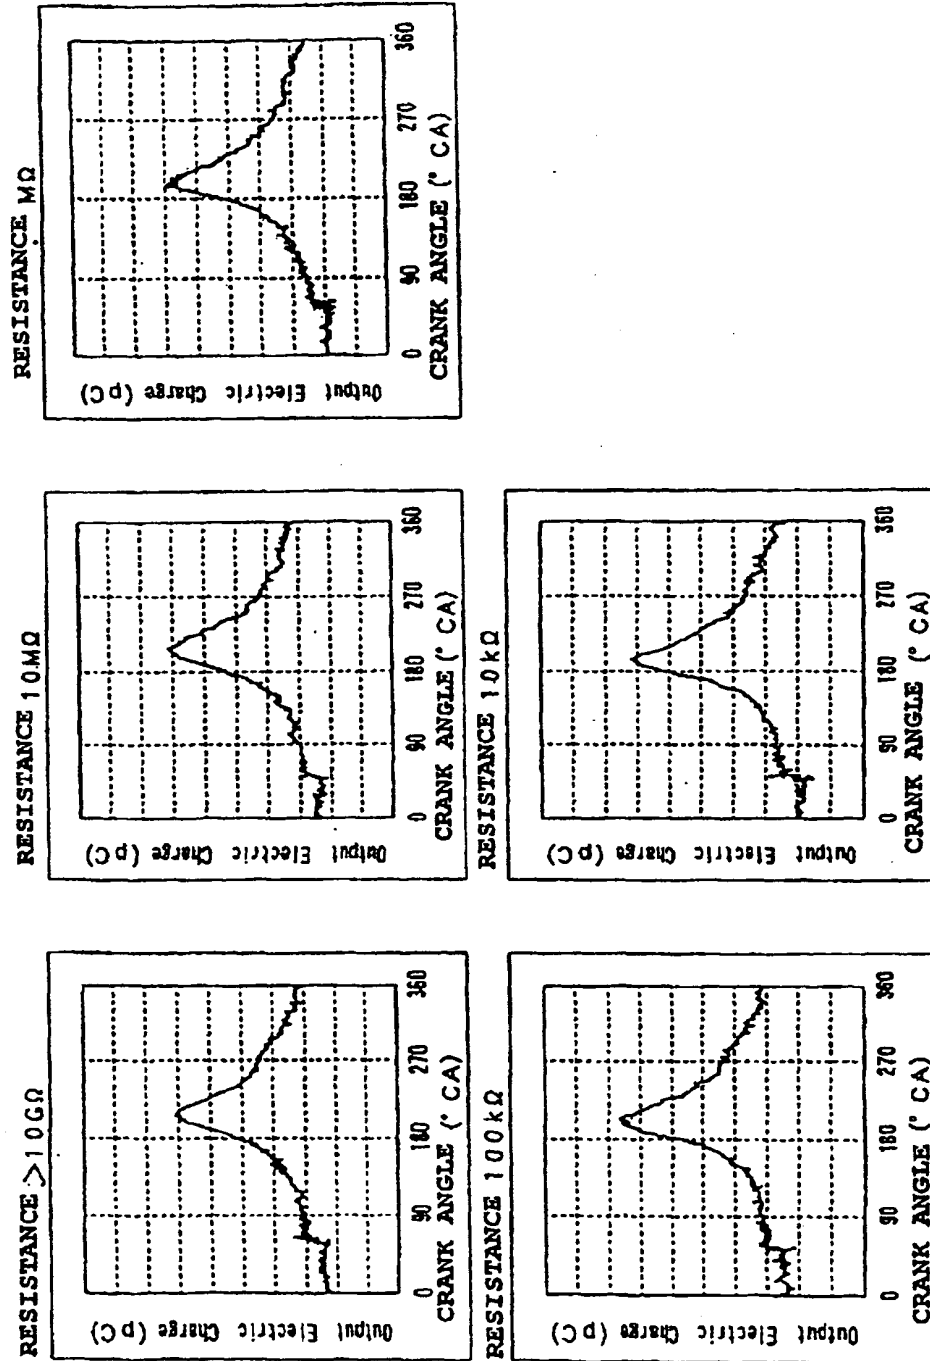 RESISTANCE >10GΩ
Output Electric Charge (pC)
0 90 180 270 360
CRANK ANGLE (° CA)
RESISTANCE 10MΩ
Output Electric Charge (pC)
0 90 180 270 360
CRANK ANGLE (° CA)
RESISTANCE MΩ
Output Electric Charge (pC)
0 90 180 270 360
CRANK ANGLE (° CA)
RESISTANCE 100kΩ
Output Electric Charge (pC)
0 90 180 270 360
CRANK ANGLE (° CA)
RESISTANCE 10kΩ
Output Electric Charge (pC)
0 90 180 270 360
CRANK ANGLE (° CA)